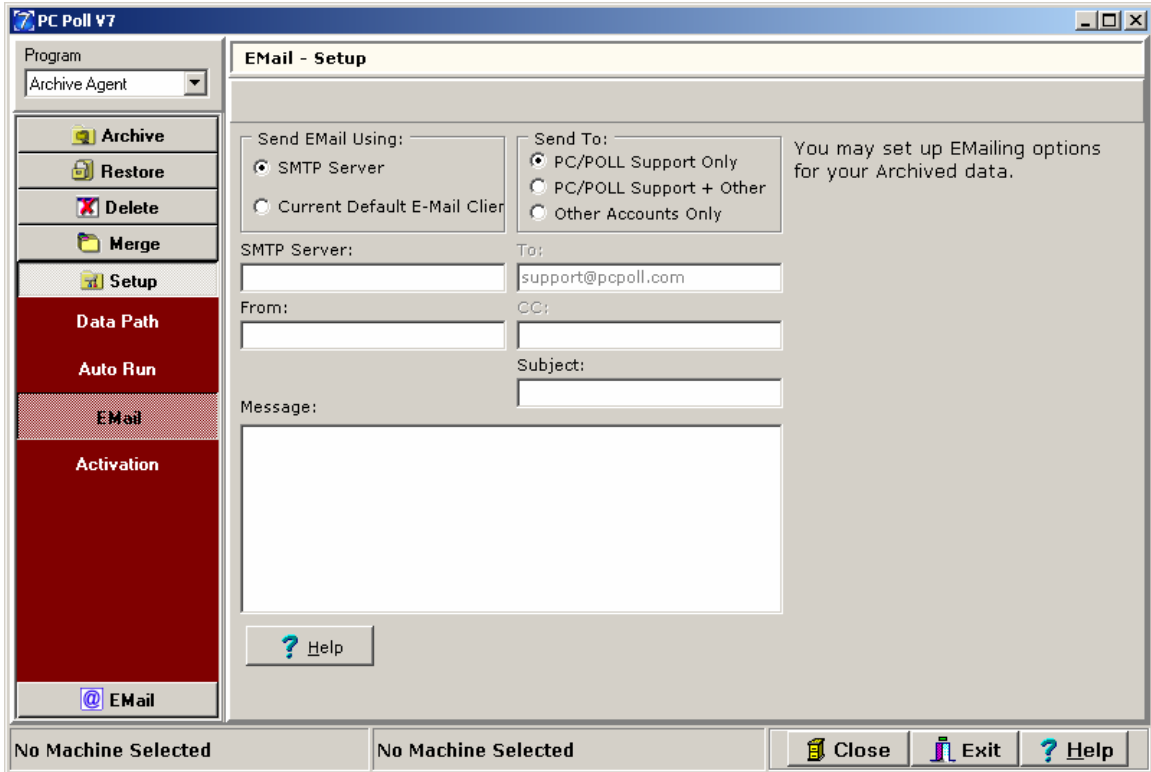 PC Poll V7
Program
Archive Agent
Archive
Restore
Delete
Merge
Setup
Data Path
Auto Run
EMail
Activation
EMail
EMail - Setup
Send EMail Using:
SMTP Server
Current Default E-Mail Clier
Send To:
PC/POLL Support Only
PC/POLL Support + Other
Other Accounts Only
You may set up EMailing options
for your Archived data.
SMTP Server:
To:
support@pcpoll.com
From:
CC:
Subject:
Message:
? Help
No Machine Selected
No Machine Selected
Close
Exit
? Help